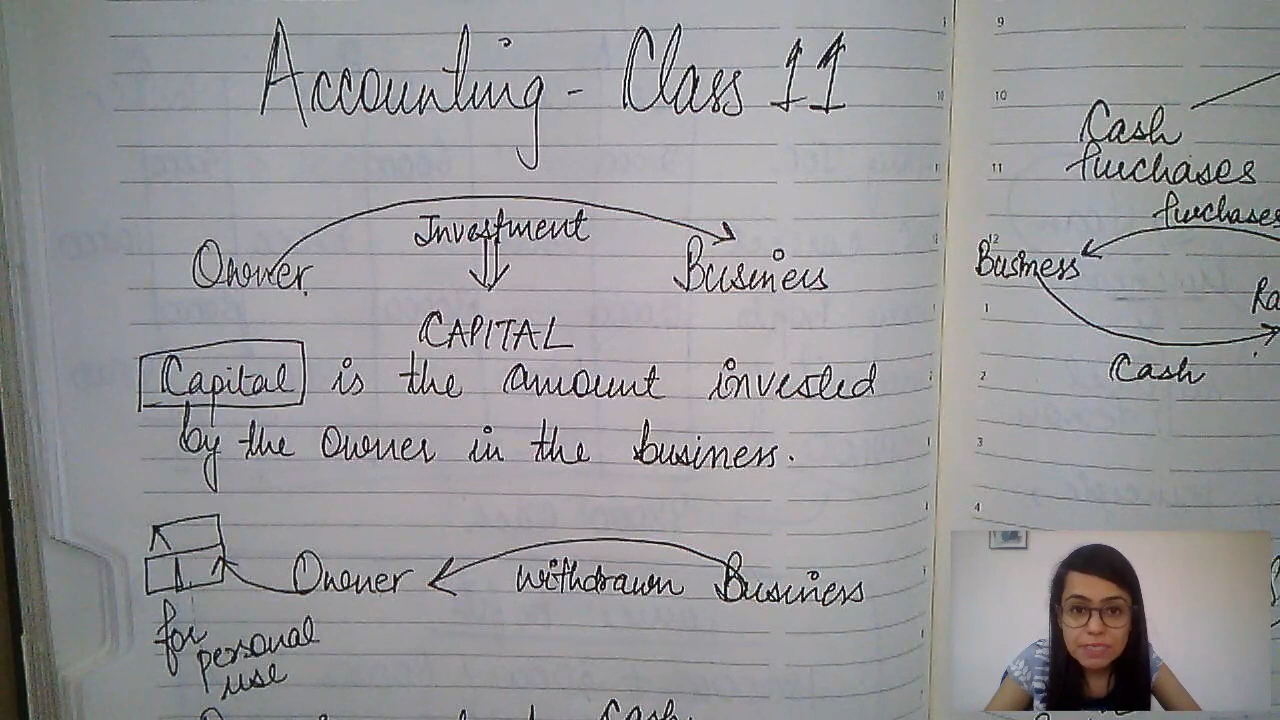 Accounting - Class 11
Investment
Owner Business
CAPITAL
Capital is the amount invested
by the owner in the business.
Owner withdrawn Business
for
personal
use
Cash
9
10
11
12
1
2
3
4
Cash
Purchases
Purchases
Business
Cash